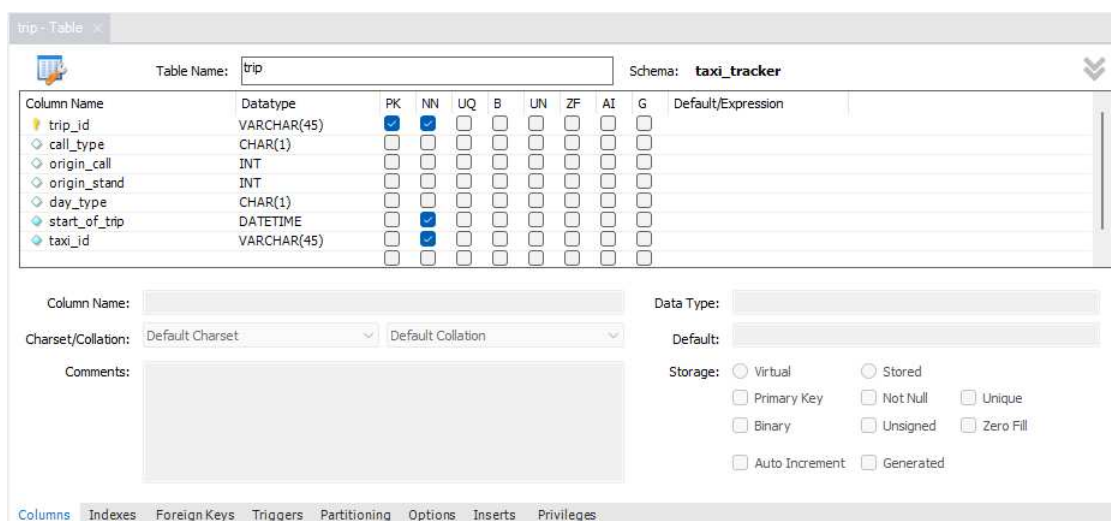 trip - Table ×
Table Name: trip Schema: taxi_tracker
Column Name Datatype PK NN UQ B UN ZF AI G Default/Expression
trip_id VARCHAR(45)
call_type CHAR(1)
origin_call INT
origin_stand INT
day_type CHAR(1)
start_of_trip DATETIME
taxi_id VARCHAR(45)
Column Name: Data Type:
Charset/Collation: Default Charset Default Collation Default:
Comments: Storage: Virtual Stored
Primary Key Not Null Unique
Binary Unsigned Zero Fill
Auto Increment Generated
Columns Indexes Foreign Keys Triggers Partitioning Options Inserts Privileges